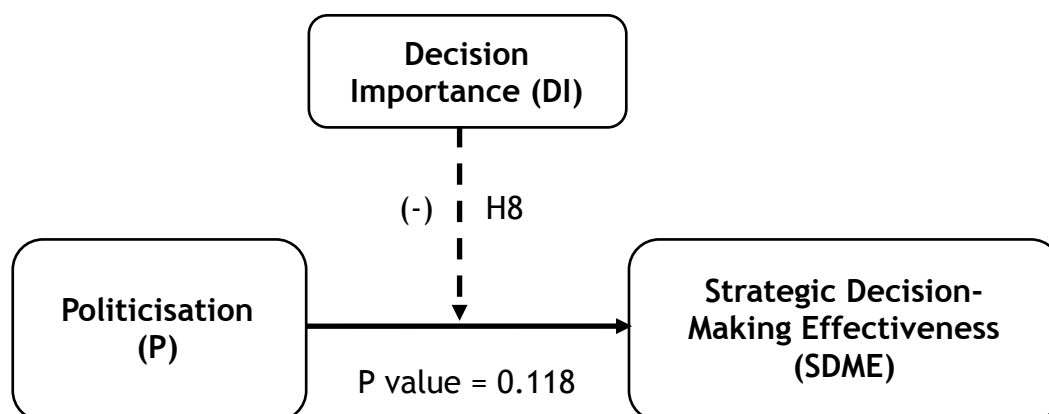 Decision
Importance (DI)
(-) H8
Politicisation
(P)
Strategic Decision-
Making Effectiveness
(SDME)
P value = 0.118